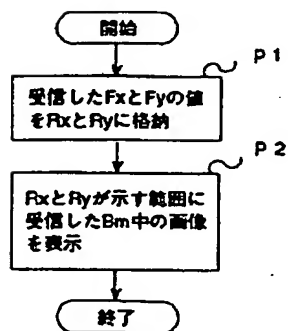 開始
P1
受信したFxとFyの値
をRxとRyに格納
P2
RxとRyが示す範囲に
受信したBm中の画像
を表示
終了